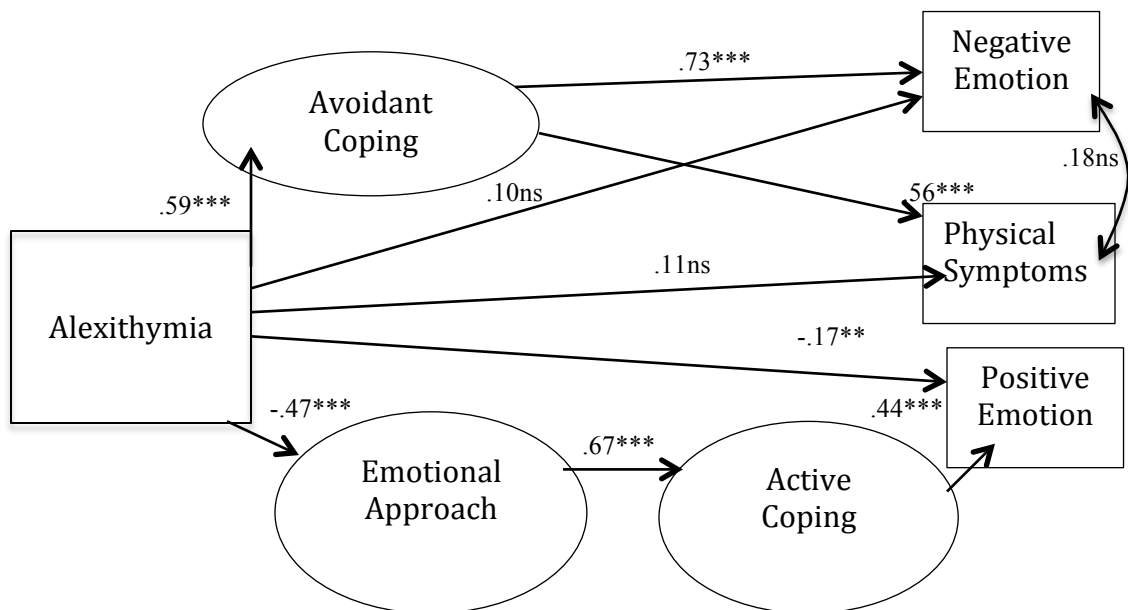 Negative
Emotion
.73***
Avoidant
Coping
.18ns
.10ns
.59***
.56***
Physical
Symptoms
.11ns
Alexithymia
-.17**
Positive
Emotion
-.47***
.44***
.67***
Emotional
Approach
Active
Coping